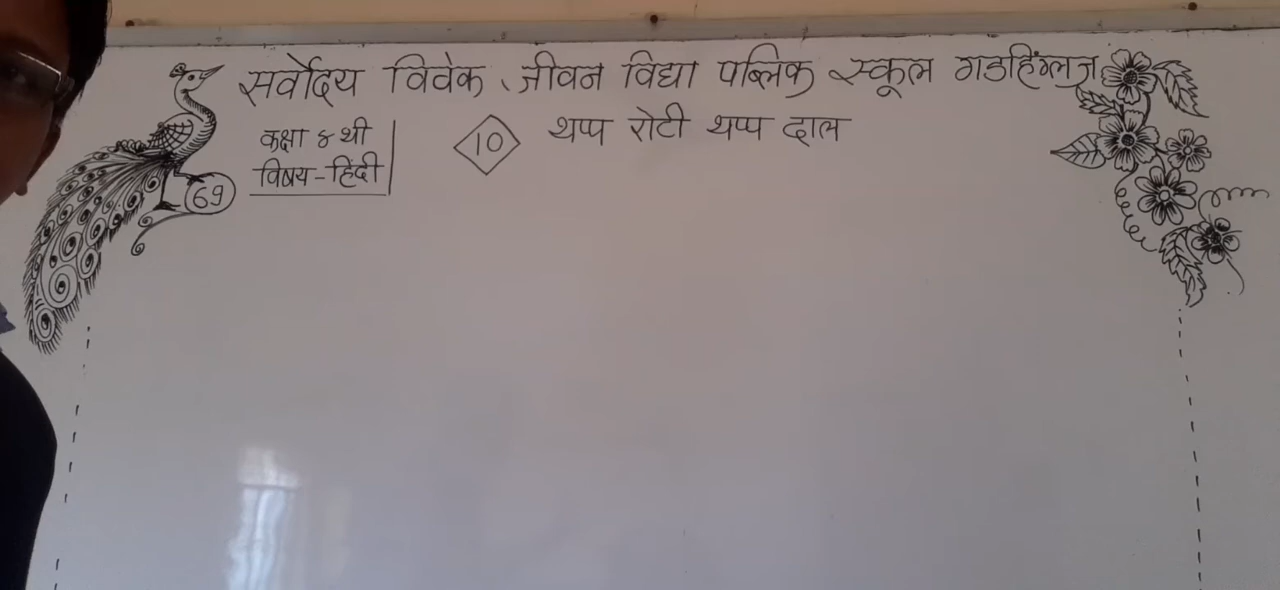 सर्वोदय विवेक जीवन विद्या पब्लिक स्कूल गडहिंग्लज
कक्षा ४ थी
विषय-हिंदी
69
10 थप्प रोटी थप्प दाल